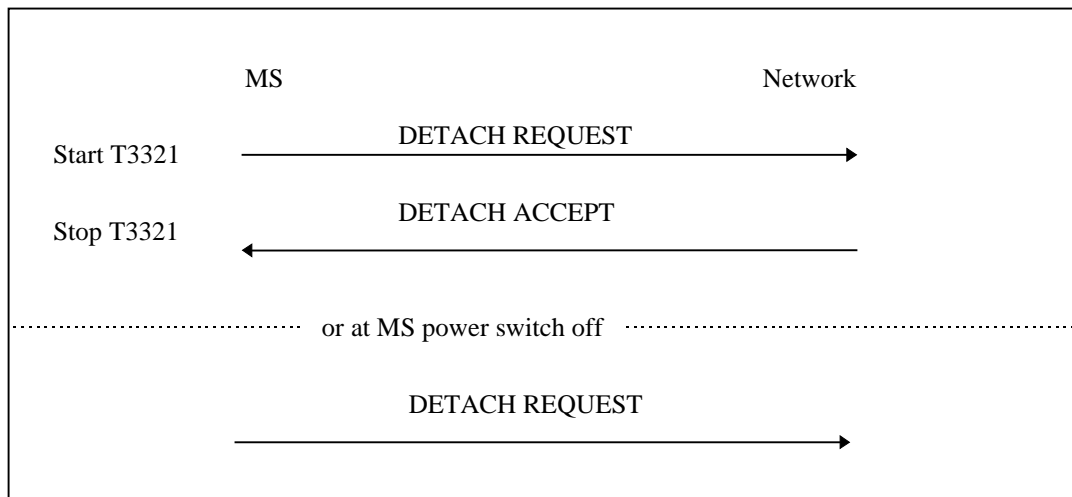 MS Network
DETACH REQUEST
Start T3321
DETACH ACCEPT
Stop T3321
or at MS power switch off
DETACH REQUEST